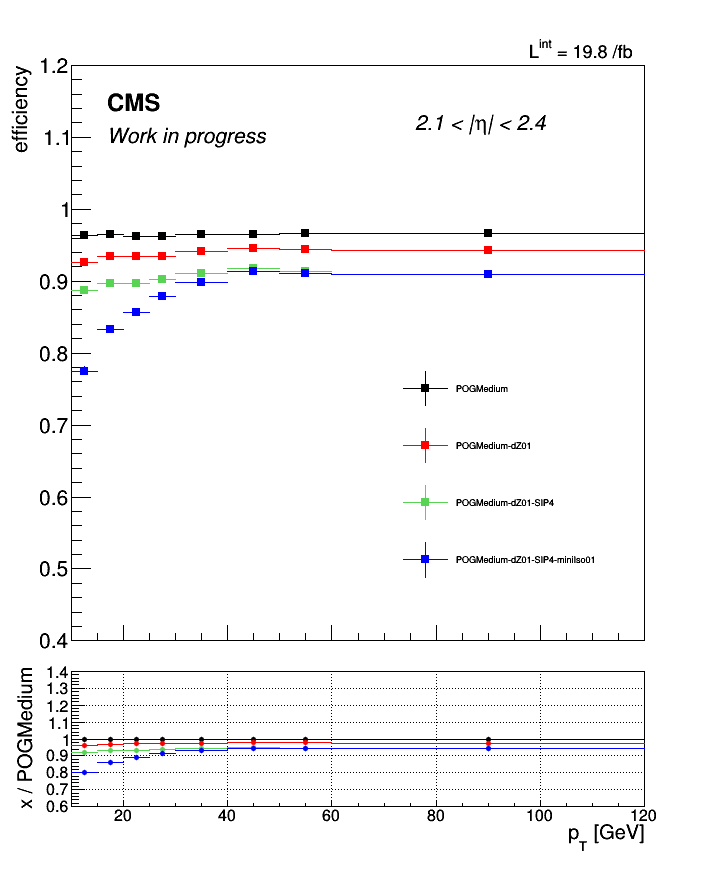 L^int = 19.8 /fb
efficiency
1.2
1.1
1
0.9
0.8
0.7
0.6
0.5
0.4
CMS
Work in progress
2.1 < |η| < 2.4
POGMedium
POGMedium-dZ01
POGMedium-dZ01-SIP4
POGMedium-dZ01-SIP4-miniIso01
x / POGMedium
1.4
1.3
1.2
1.1
1
0.9
0.8
0.7
0.6
20 40 60 80 100 120
p_T [GeV]